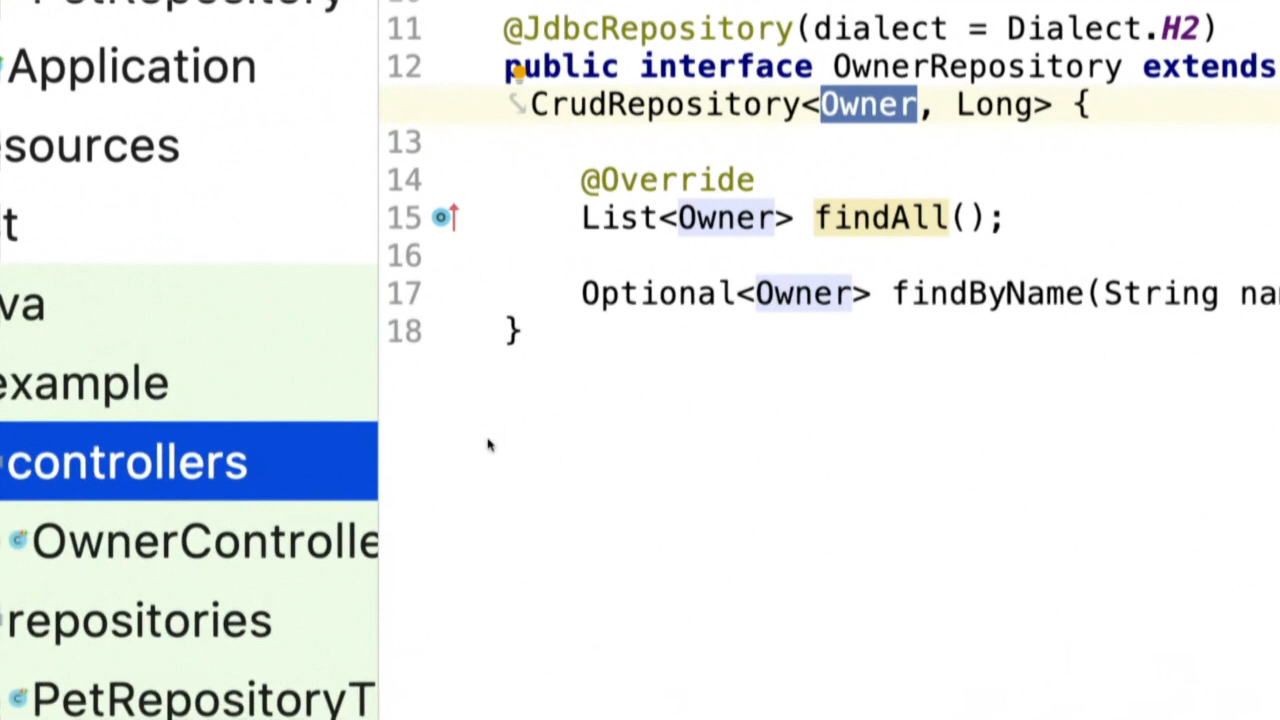 PetRepository
Application
sources
t
va
example
controllers
OwnerControlle
repositories
PetRepositoryT
11 @JdbcRepository(dialect = Dialect.H2)
12 public interface OwnerRepository extends
CrudRepository<Owner, Long> {
13
14 @Override
15 List<Owner> findAll();
16
17 Optional<Owner> findByName(String na
18 }